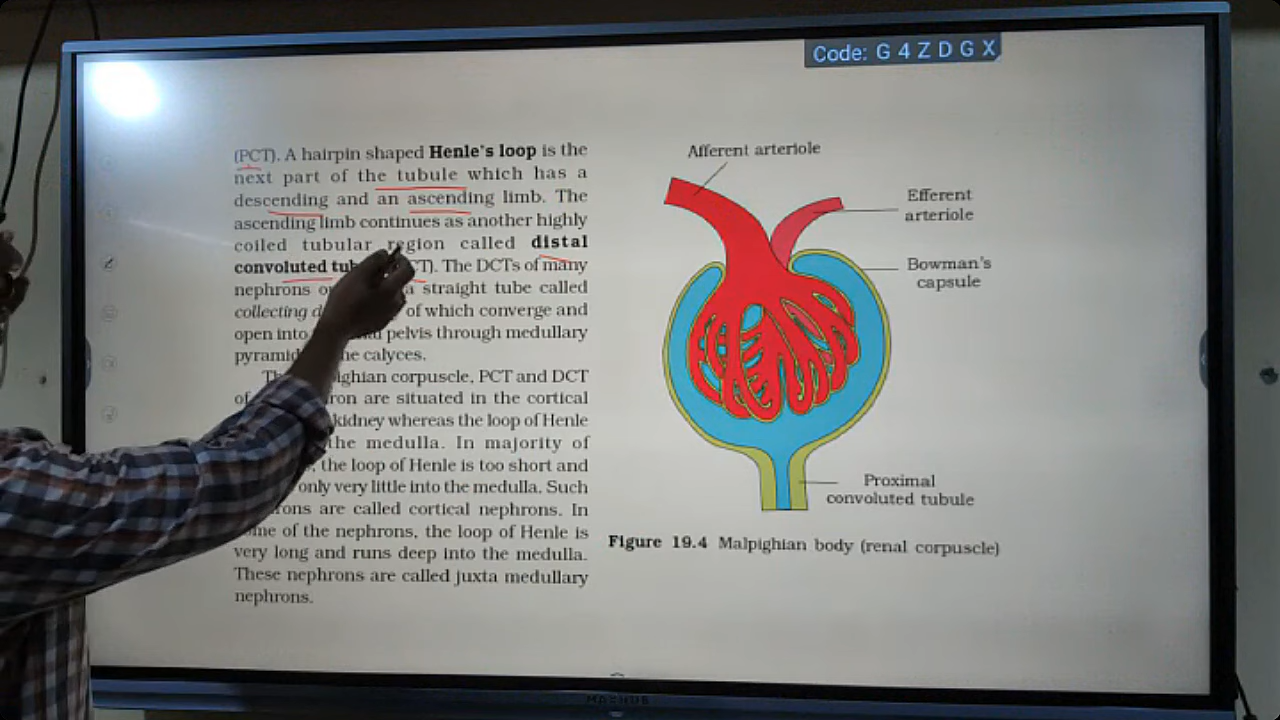 Code: G 4 Z D G X
(PCT). A hairpin shaped Henle's loop is the
next part of the tubule which has a
descending and an ascending limb. The
ascending limb continues as another highly
coiled tubular region called distal
convoluted CT). The DCTs of many
nephrons a straight tube called
collecting of which converge and
open into pelvis through medullary
calyces.
corpuscle, PCT and DCT
of are situated in the cortical
kidney whereas the loop of Henle
the medulla. In majority of
the loop of Henle is too short and
only very little into the medulla. Such
are called cortical nephrons. In
of the nephrons, the loop of Henle is
very long and runs deep into the medulla.
These nephrons are called juxta medullary
nephrons.
Afferent arteriole
Efferent
arteriole
Bowman's
capsule
Proximal
convoluted tubule
Figure 19.4 Malpighian body (renal corpuscle)